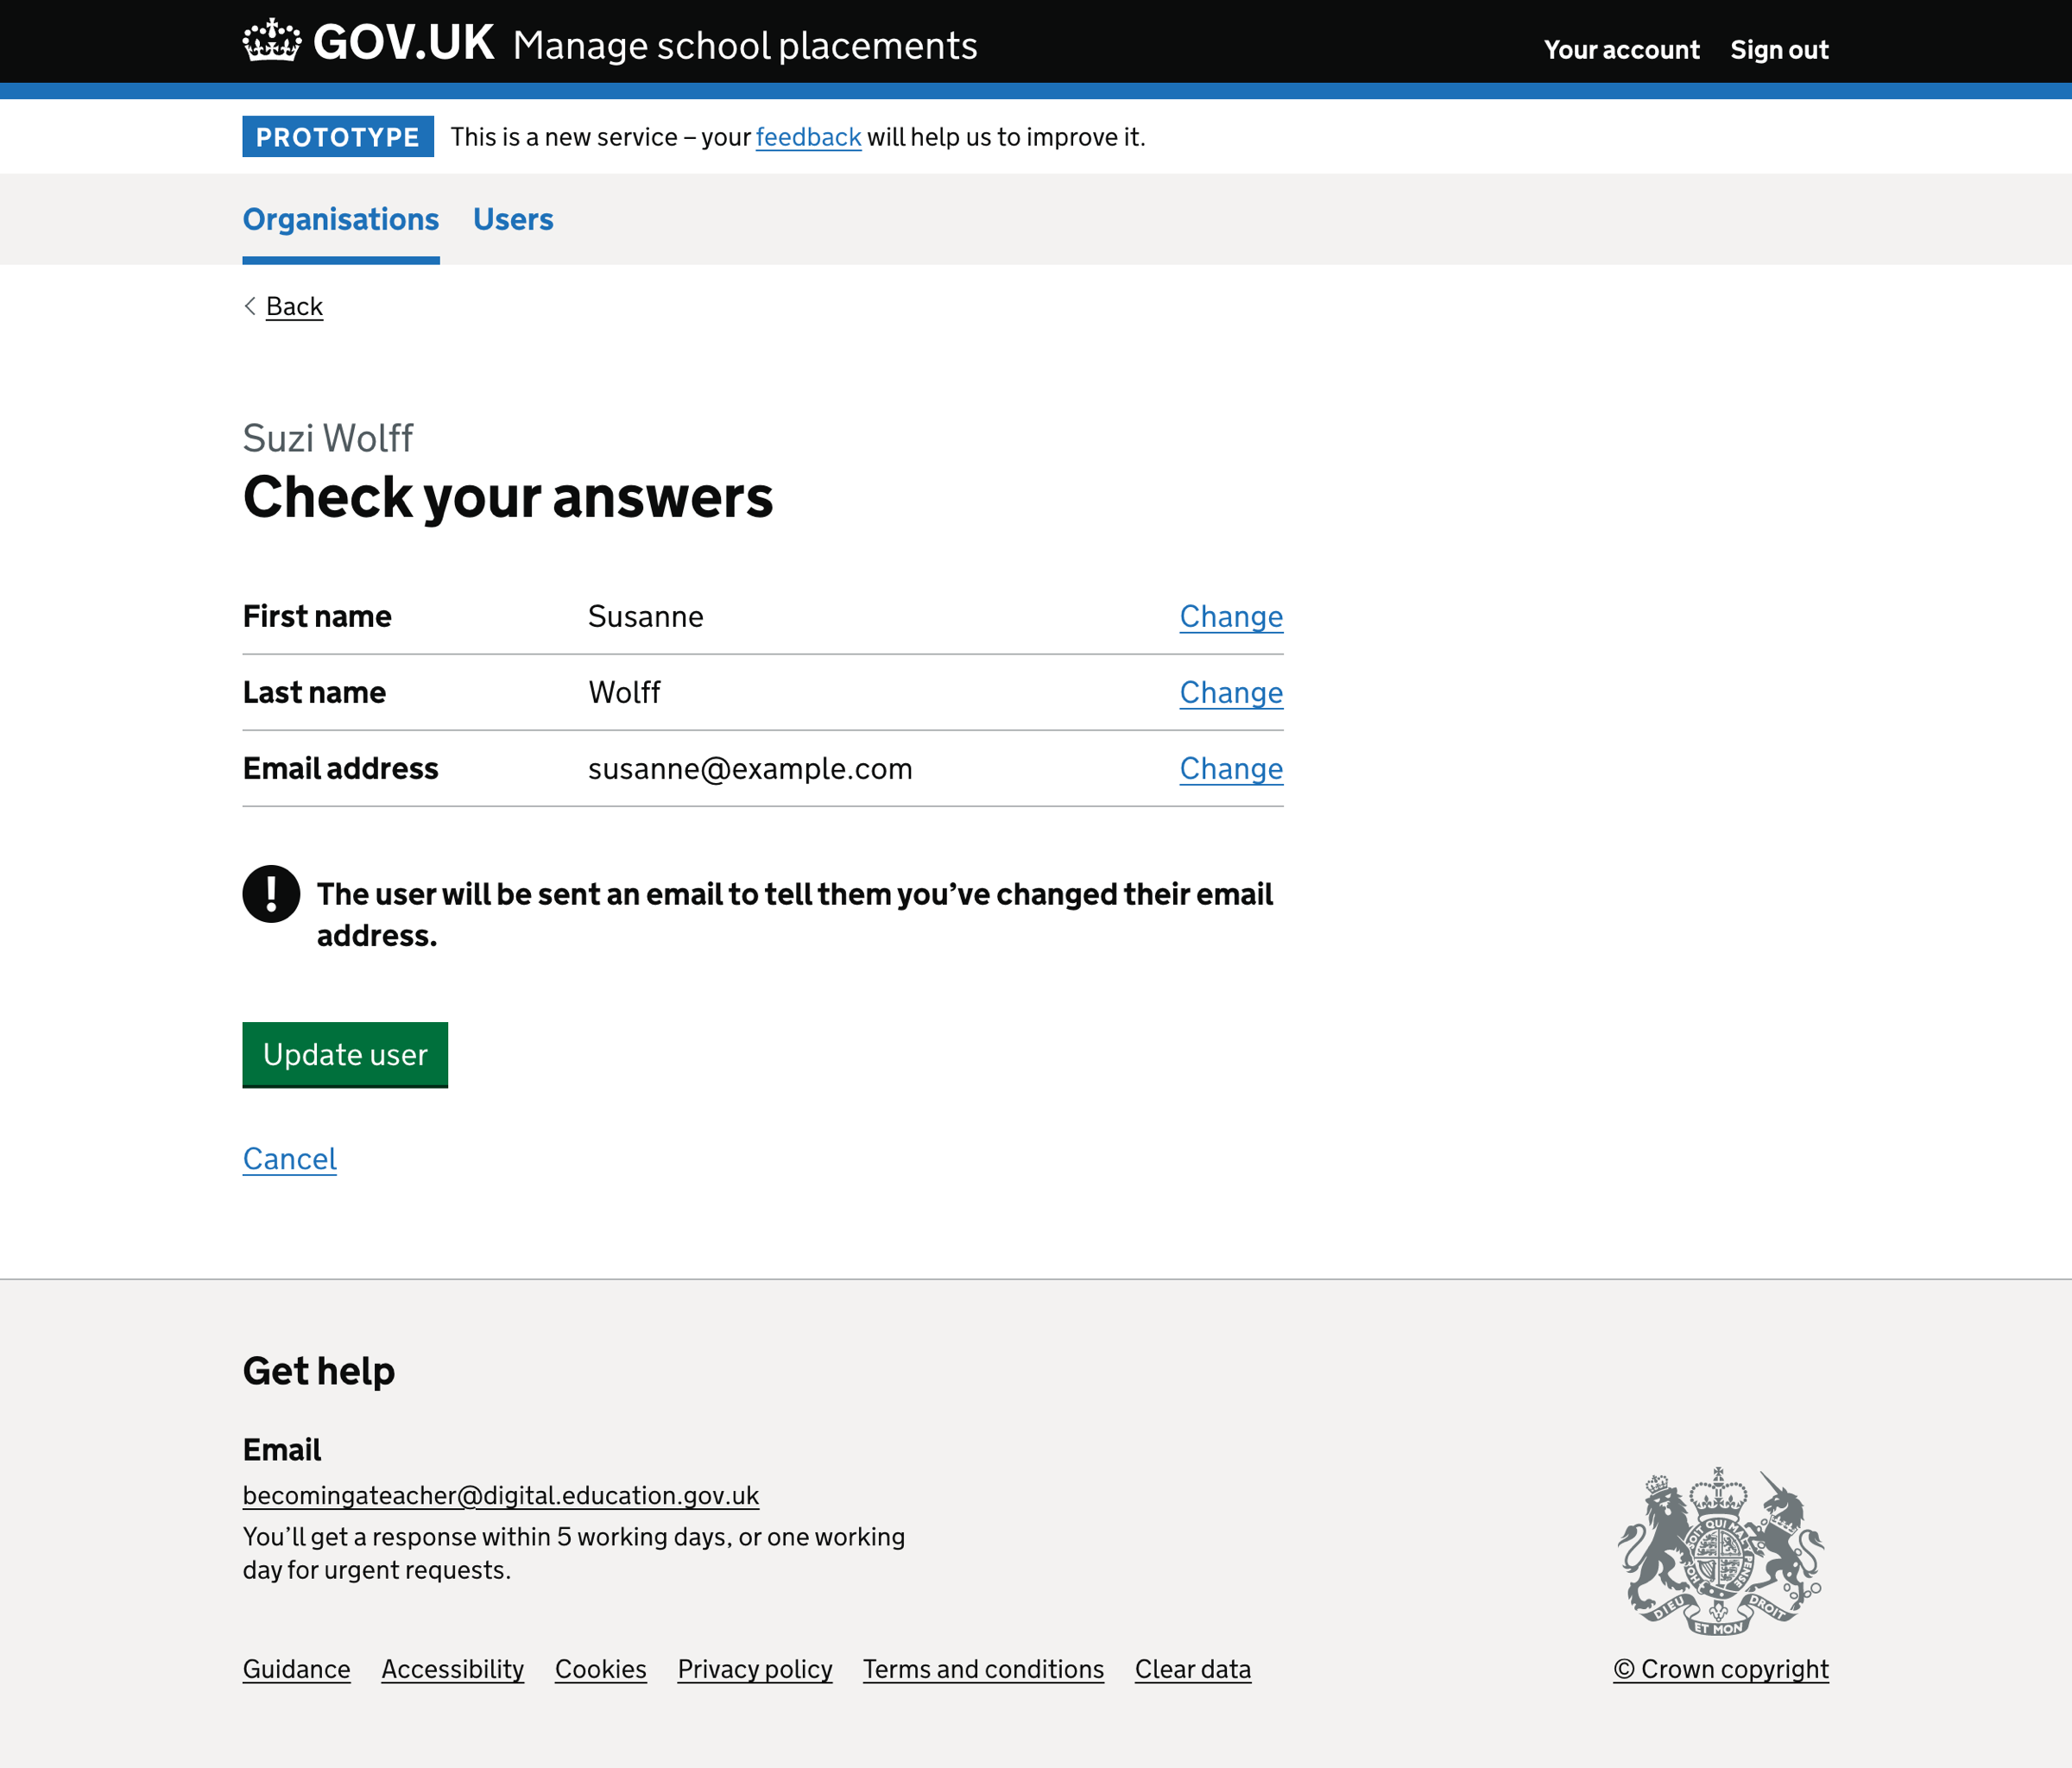 GOV.UK Manage school placements Your account Sign out
PROTOTYPE This is a new service – your feedback will help us to improve it.
Organisations Users
Back
Suzi Wolff
Check your answers
First name Susanne Change
Last name Wolff Change
Email address susanne@example.com Change
! The user will be sent an email to tell them you’ve changed their email
address.
Update user
Cancel
Get help
Email
becomingateacher@digital.education.gov.uk
You’ll get a response within 5 working days, or one working
day for urgent requests.
SOIT QUI MAL Y PENSE
HON
DIEU ET MON DROIT
Guidance Accessibility Cookies Privacy policy Terms and conditions Clear data © Crown copyright